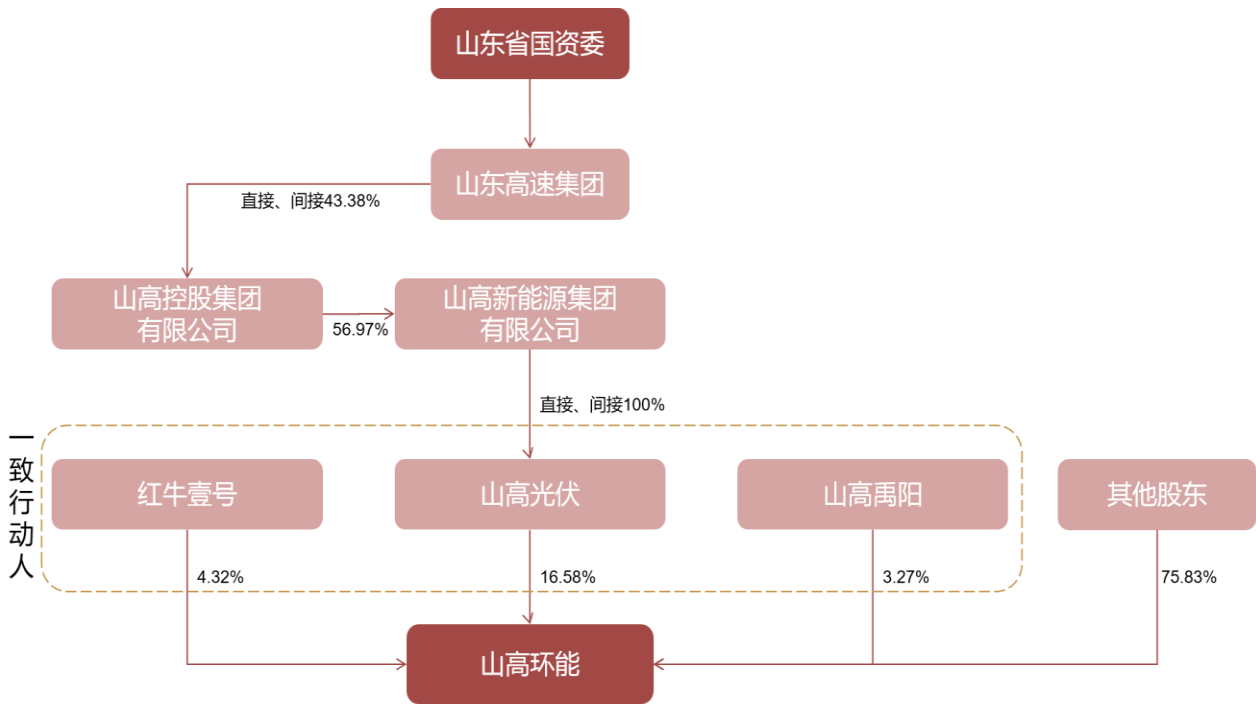 山东省国资委
山东高速集团
直接、间接43.38%
山高控股集团
有限公司
56.97%
山高新能源集团
有限公司
直接、间接100%
一致行动人
红牛壹号
山高光伏
山高禹阳
其他股东
4.32%
16.58%
3.27%
75.83%
山高环能